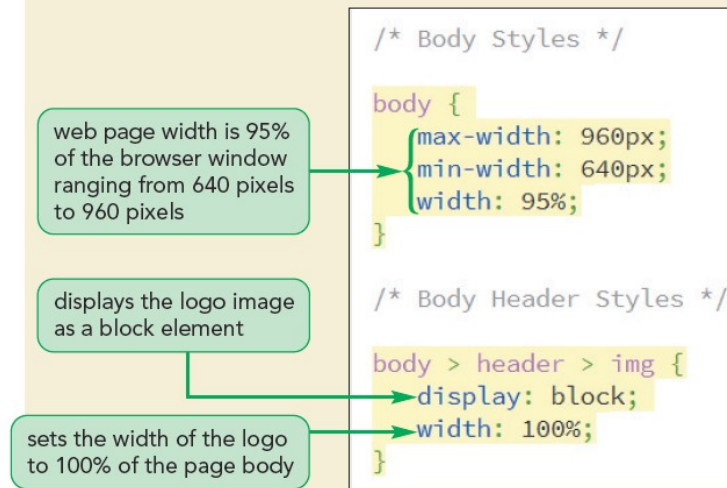 /* Body Styles */
web page width is 95%
of the browser window
ranging from 640 pixels
to 960 pixels
body {
max-width: 960px;
min-width: 640px;
width: 95%;
}
displays the logo image
as a block element
sets the width of the logo
to 100% of the page body
/* Body Header Styles */
body > header > img {
display: block;
width: 100%;
}